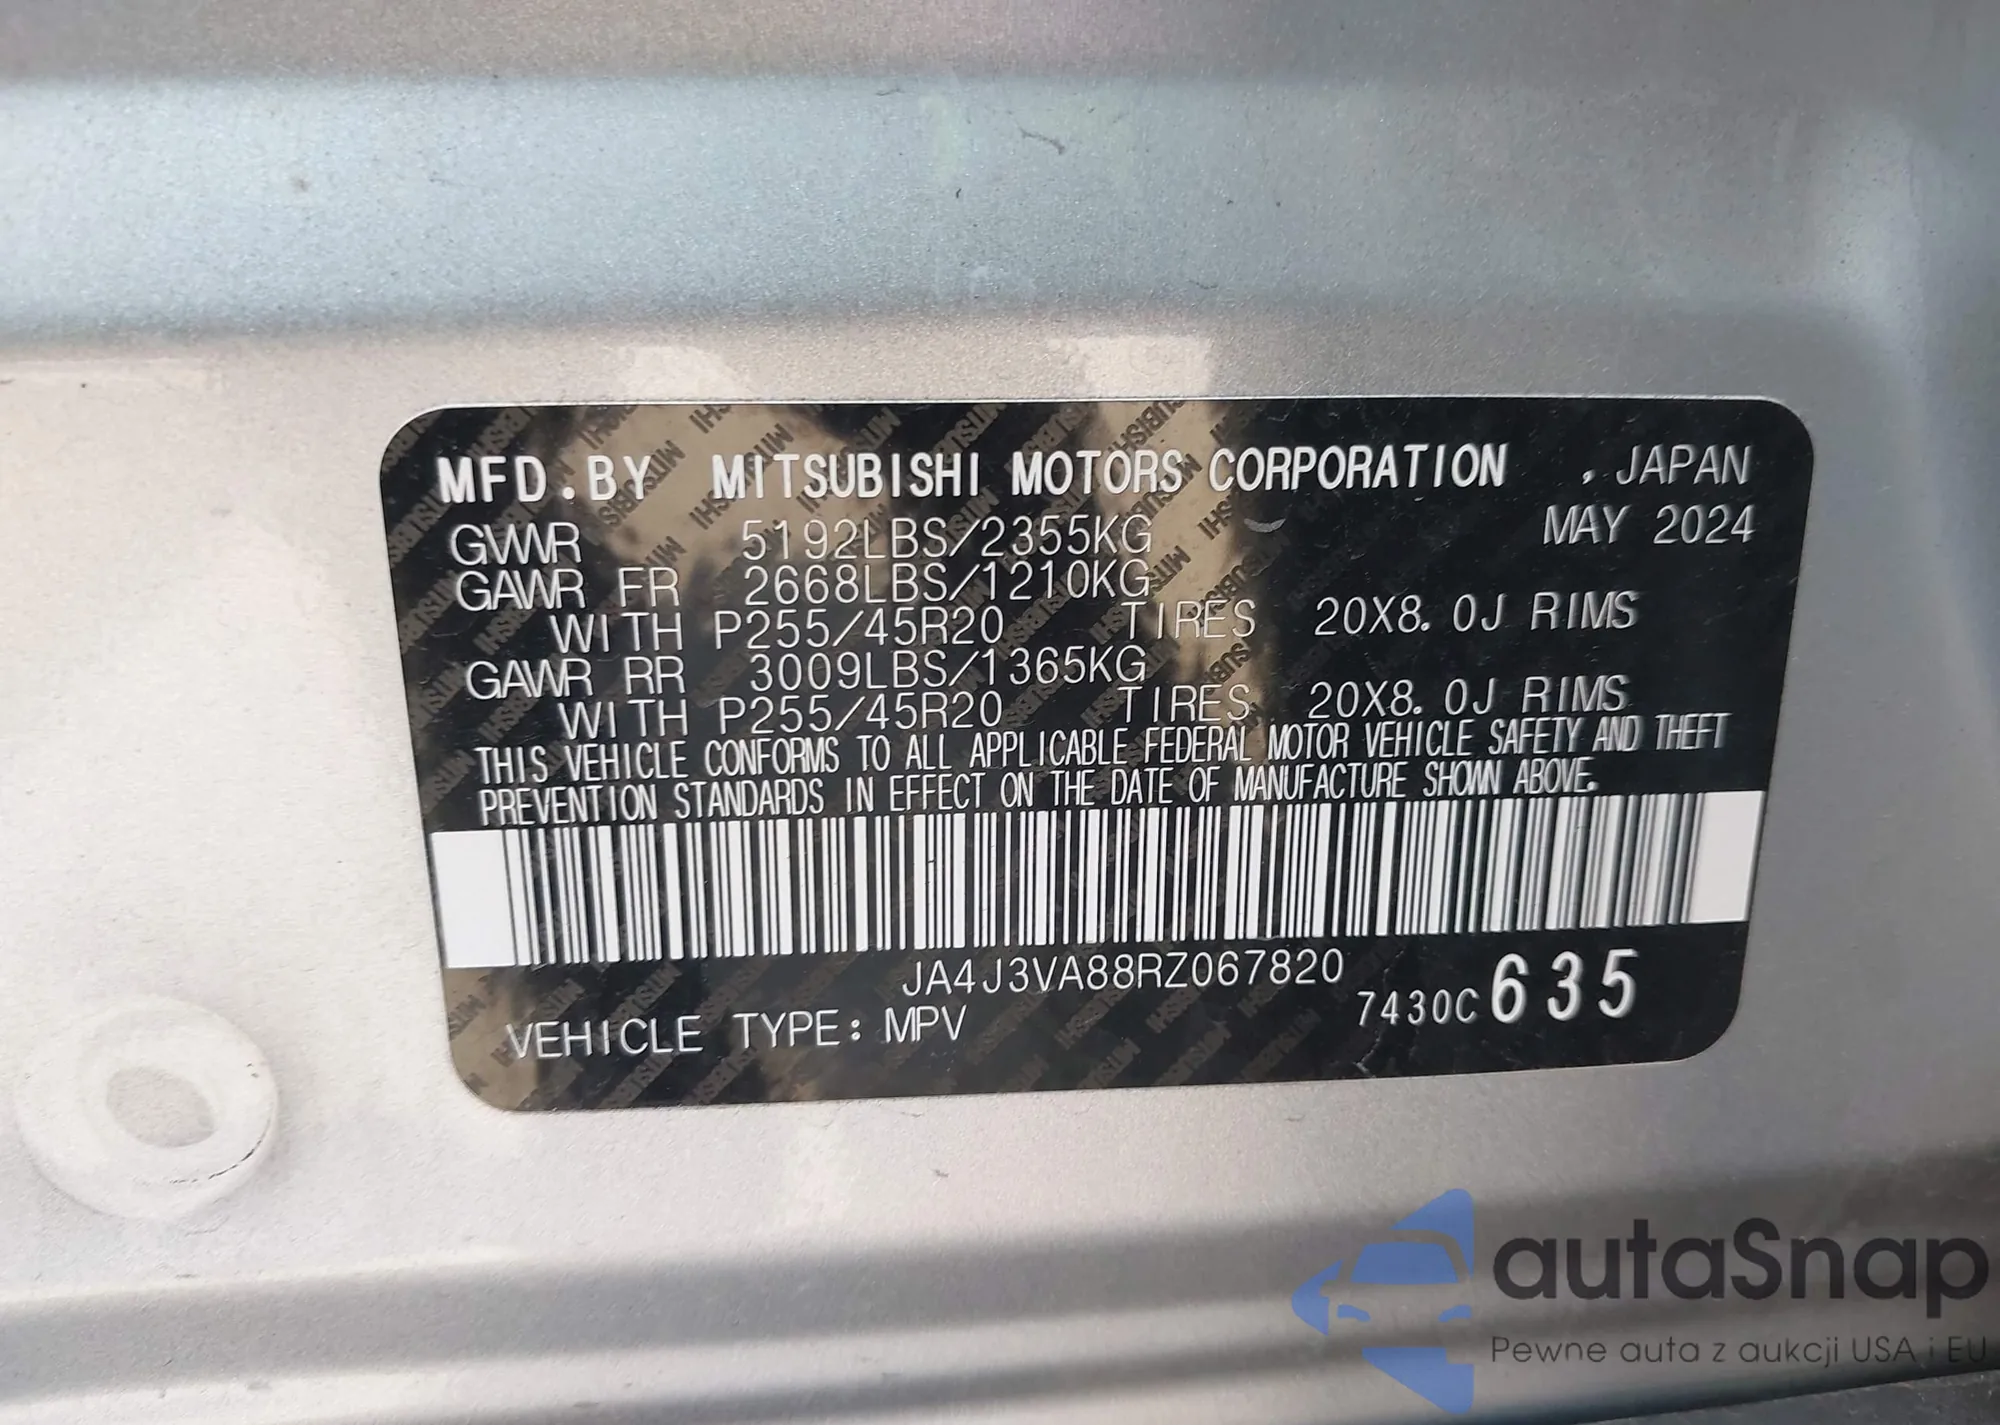 MFD.BY MITSUBISHI MOTORS CORPORATION , JAPAN
GVWR 5192LBS/2355KG MAY 2024
GAWR FR 2668LBS/1210KG
WITH P255/45R20 TIRES 20X8.0J RIMS
GAWR RR 3009LBS/1365KG
WITH P255/45R20 TIRES 20X8.0J RIMS
THIS VEHICLE CONFORMS TO ALL APPLICABLE FEDERAL MOTOR VEHICLE SAFETY AND THEFT
PREVENTION STANDARDS IN EFFECT ON THE DATE OF MANUFACTURE SHOWN ABOVE.
JA4J3VA88RZ067820
VEHICLE TYPE: MPV 7430C635
autaSnap
Pewne auta z aukcji USA i EU